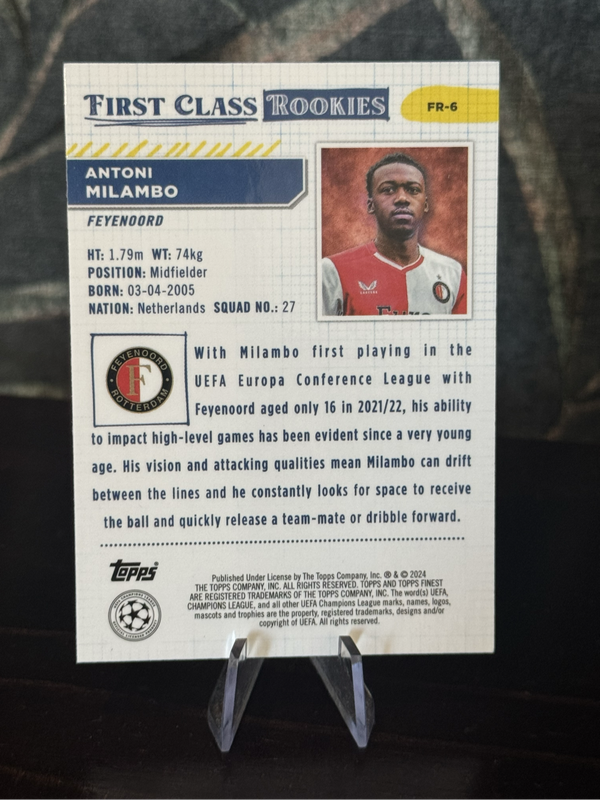 FIRST CLASS ROOKIES
FR-6
ANTONI
MILAMBO
FEYENOORD
HT: 1.79m WT: 74kg
POSITION: Midfielder
BORN: 03-04-2005
NATION: Netherlands SQUAD NO.: 27
FEYENOORD
F
ROTTERDAM
With Milambo first playing in the
UEFA Europa Conference League with
Feyenoord aged only 16 in 2021/22, his ability
to impact high-level games has been evident since a very young
age. His vision and attacking qualities mean Milambo can drift
between the lines and he constantly looks for space to receive
the ball and quickly release a team-mate or dribble forward.
topps
Published Under License by The Topps Company, Inc. ® & © 2024
THE TOPPS COMPANY, INC. ALL RIGHTS RESERVED. TOPPS AND TOPPS FINEST
ARE REGISTERED TRADEMARKS OF THE TOPPS COMPANY, INC. The word(s) UEFA,
CHAMPIONS LEAGUE, and all other UEFA Champions League marks, names, logos,
mascots and trophies are the property, registered trademarks, designs and/or
copyright of UEFA. All rights reserved.